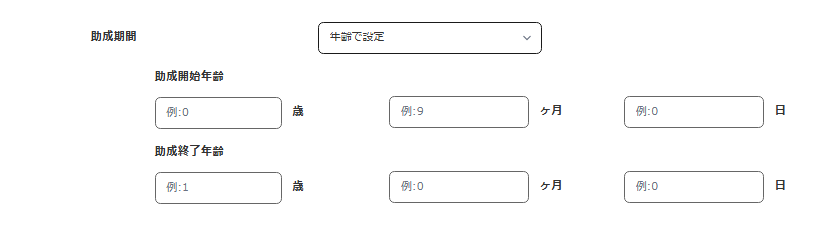 助成期間 年齢で設定
助成開始年齢
例:0 歳 例:9 ヶ月 例:0 日
助成終了年齢
例:1 歳 例:0 ヶ月 例:0 日